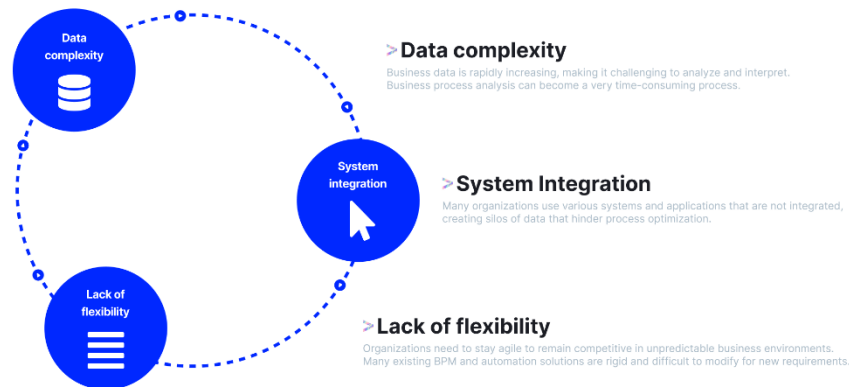 Data
complexity
>Data complexity
Business data is rapidly increasing, making it challenging to analyze and interpret.
Business process analysis can become a very time-consuming process.
System
integration
>System Integration
Many organizations use various systems and applications that are not integrated,
creating silos of data that hinder process optimization.
Lack of
flexibility
>Lack of flexibility
Organizations need to stay agile to remain competitive in unpredictable business environments.
Many existing BPM and automation solutions are rigid and difficult to modify for new requirements.